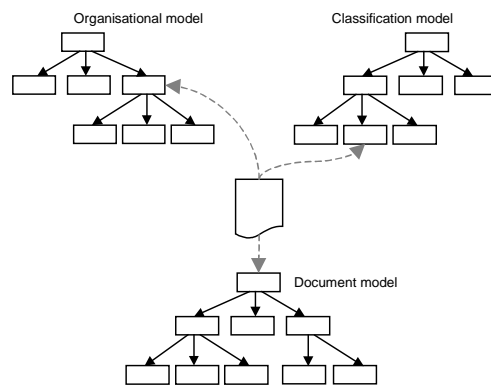 Organisational model
Classification model
Document model